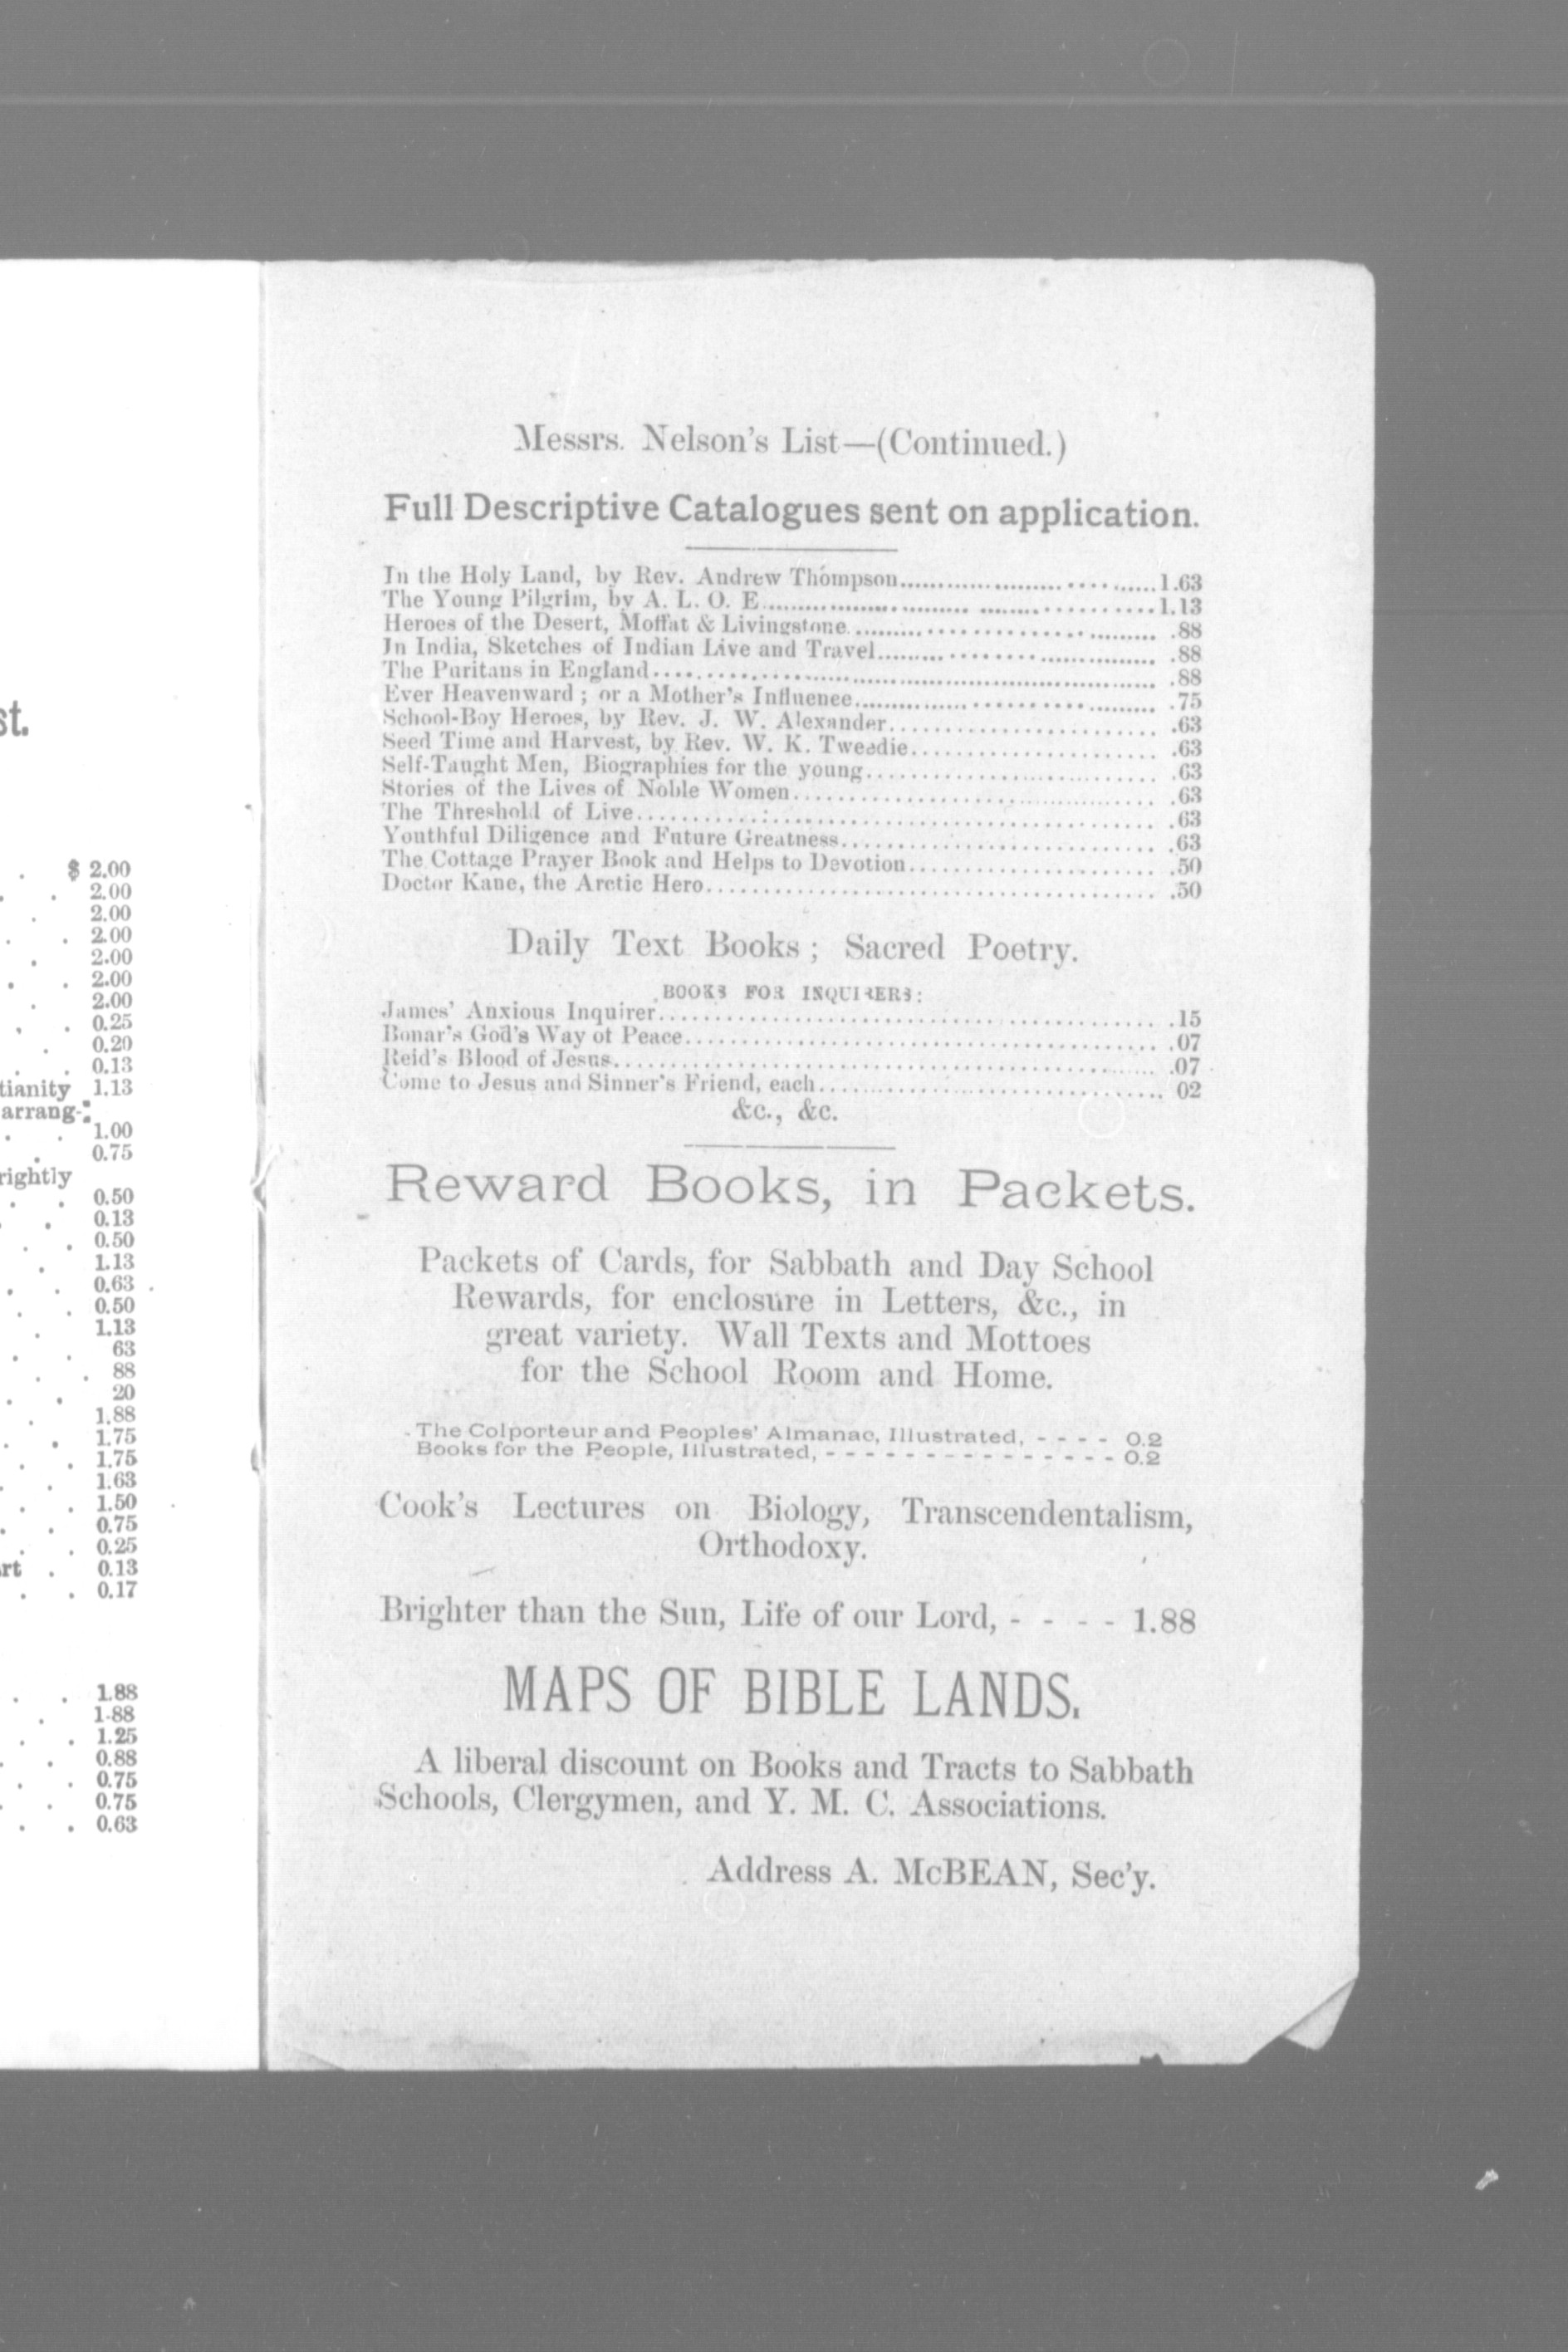 st.
$ 2.00
2.00
2.00
2.00
2.00
2.00
2.00
0.25
0.20
0.13
tianity 1.13
arrang-
1.00
0.75
rightly
0.50
0.13
0.50
1.13
0.63
0.50
1.13
63
88
20
1.88
1.75
1.75
1.63
1.50
0.75
0.25
art . 0.13
0.17
1.88
1.88
1.25
0.88
0.75
0.75
0.63
Messrs. Nelson's List—(Continued.)
Full Descriptive Catalogues sent on application.
In the Holy Land, by Rev. Andrew Thompson..........1.63
The Young Pilgrim, by A. L. O. E..........1.13
Heroes of the Desert, Moffat & Livingstone.......... .88
In India, Sketches of Indian Live and Travel.......... .88
The Puritans in England.......... .88
Ever Heavenward ; or a Mother's Influenee.......... .75
School-Boy Heroes, by Rev. J. W. Alexander.......... .63
Seed Time and Harvest, by Rev. W. K. Tweedie.......... .63
Self-Taught Men, Biographies for the young.......... .63
Stories of the Lives of Noble Women.......... .63
The Threshold of Live.......... .63
Youthful Diligence and Future Greatness.......... .63
The Cottage Prayer Book and Helps to Devotion.......... .50
Doctor Kane, the Arctic Hero.......... .50
Daily Text Books ; Sacred Poetry.
BOOKS FOR INQUIRERS:
James' Anxious Inquirer.......... .15
Bonar's God's Way of Peace.......... .07
Reid's Blood of Jesus.......... .07
Come to Jesus and Sinner's Friend, each.......... 02
&c., &c.
Reward Books, in Packets.
Packets of Cards, for Sabbath and Day School
Rewards, for enclosure in Letters, &c., in
great variety. Wall Texts and Mottoes
for the School Room and Home.
The Colporteur and Peoples' Almanac, Illustrated, - - - - 0.2
Books for the People, Illustrated, - - - - - - - - - - - - - - - 0.2
Cook's Lectures on Biology, Transcendentalism,
Orthodoxy.
Brighter than the Sun, Life of our Lord, - - - - 1.88
MAPS OF BIBLE LANDS.
A liberal discount on Books and Tracts to Sabbath
Schools, Clergymen, and Y. M. C. Associations.
Address A. McBEAN, Sec'y.